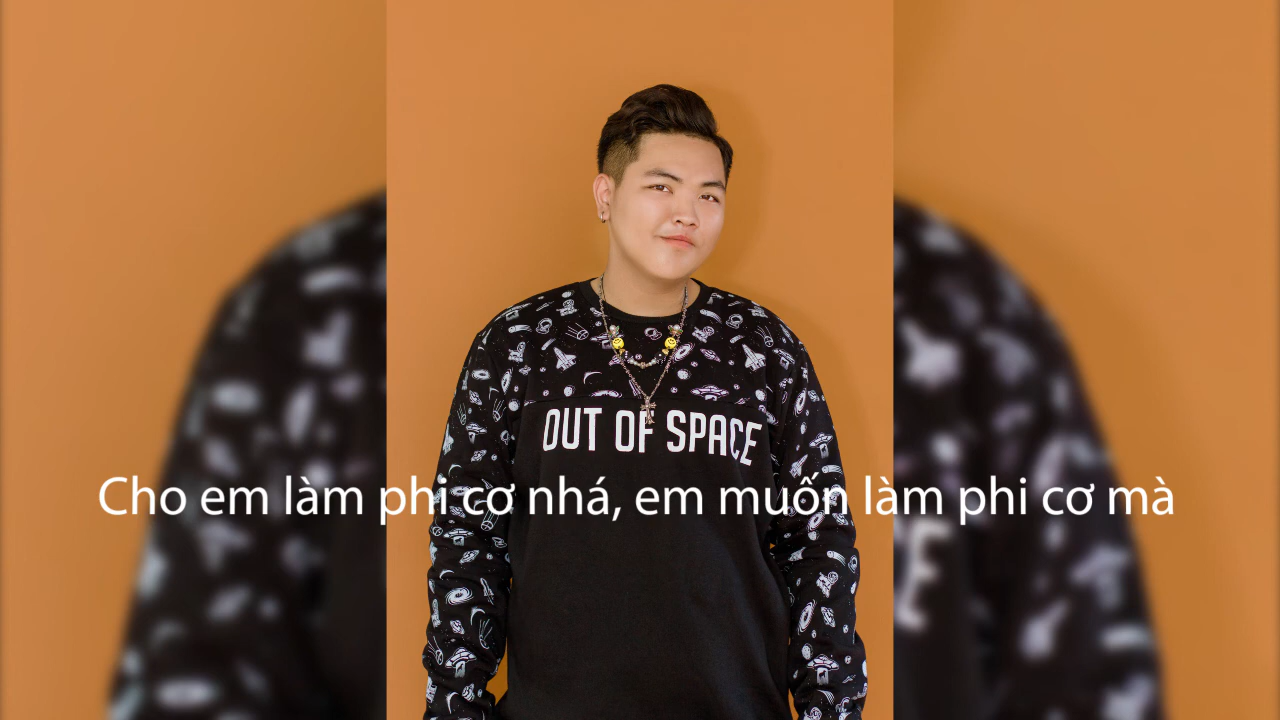 OUT OF SPACE
Cho em làm phi cơ nhá, em muốn làm phi cơ mà